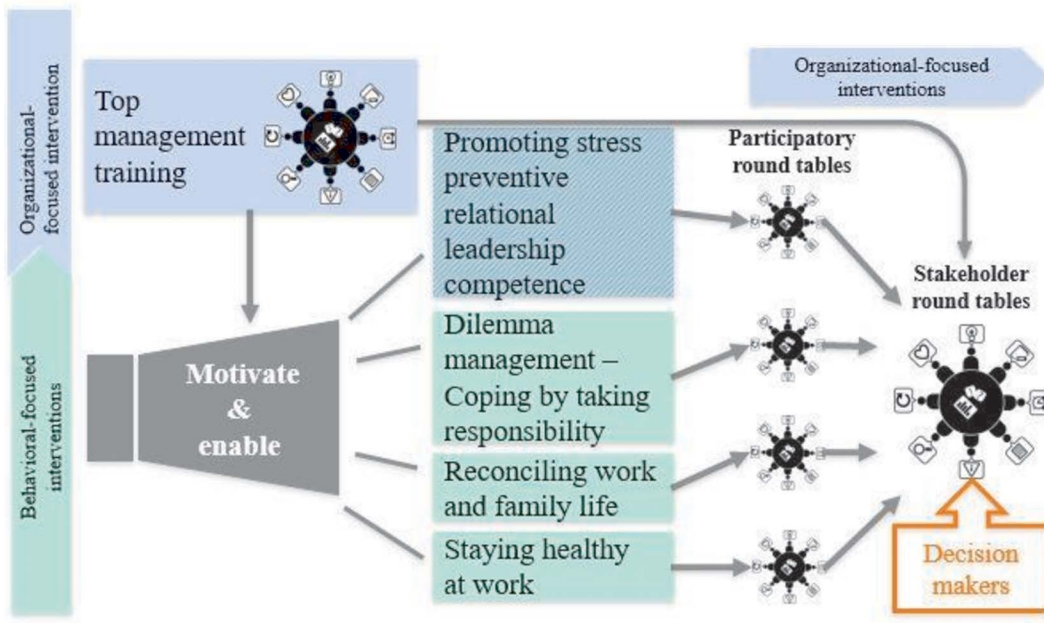 Organizational-
focused intervention
Behavioral-focused
interventions
Top
management
training
Organizational-focused
interventions
Promoting stress
preventive
relational
leadership
competence
Participatory
round tables
Stakeholder
round tables
Motivate
&
enable
Dilemma
management –
Coping by taking
responsibility
Reconciling work
and family life
Staying healthy
at work
Decision
makers